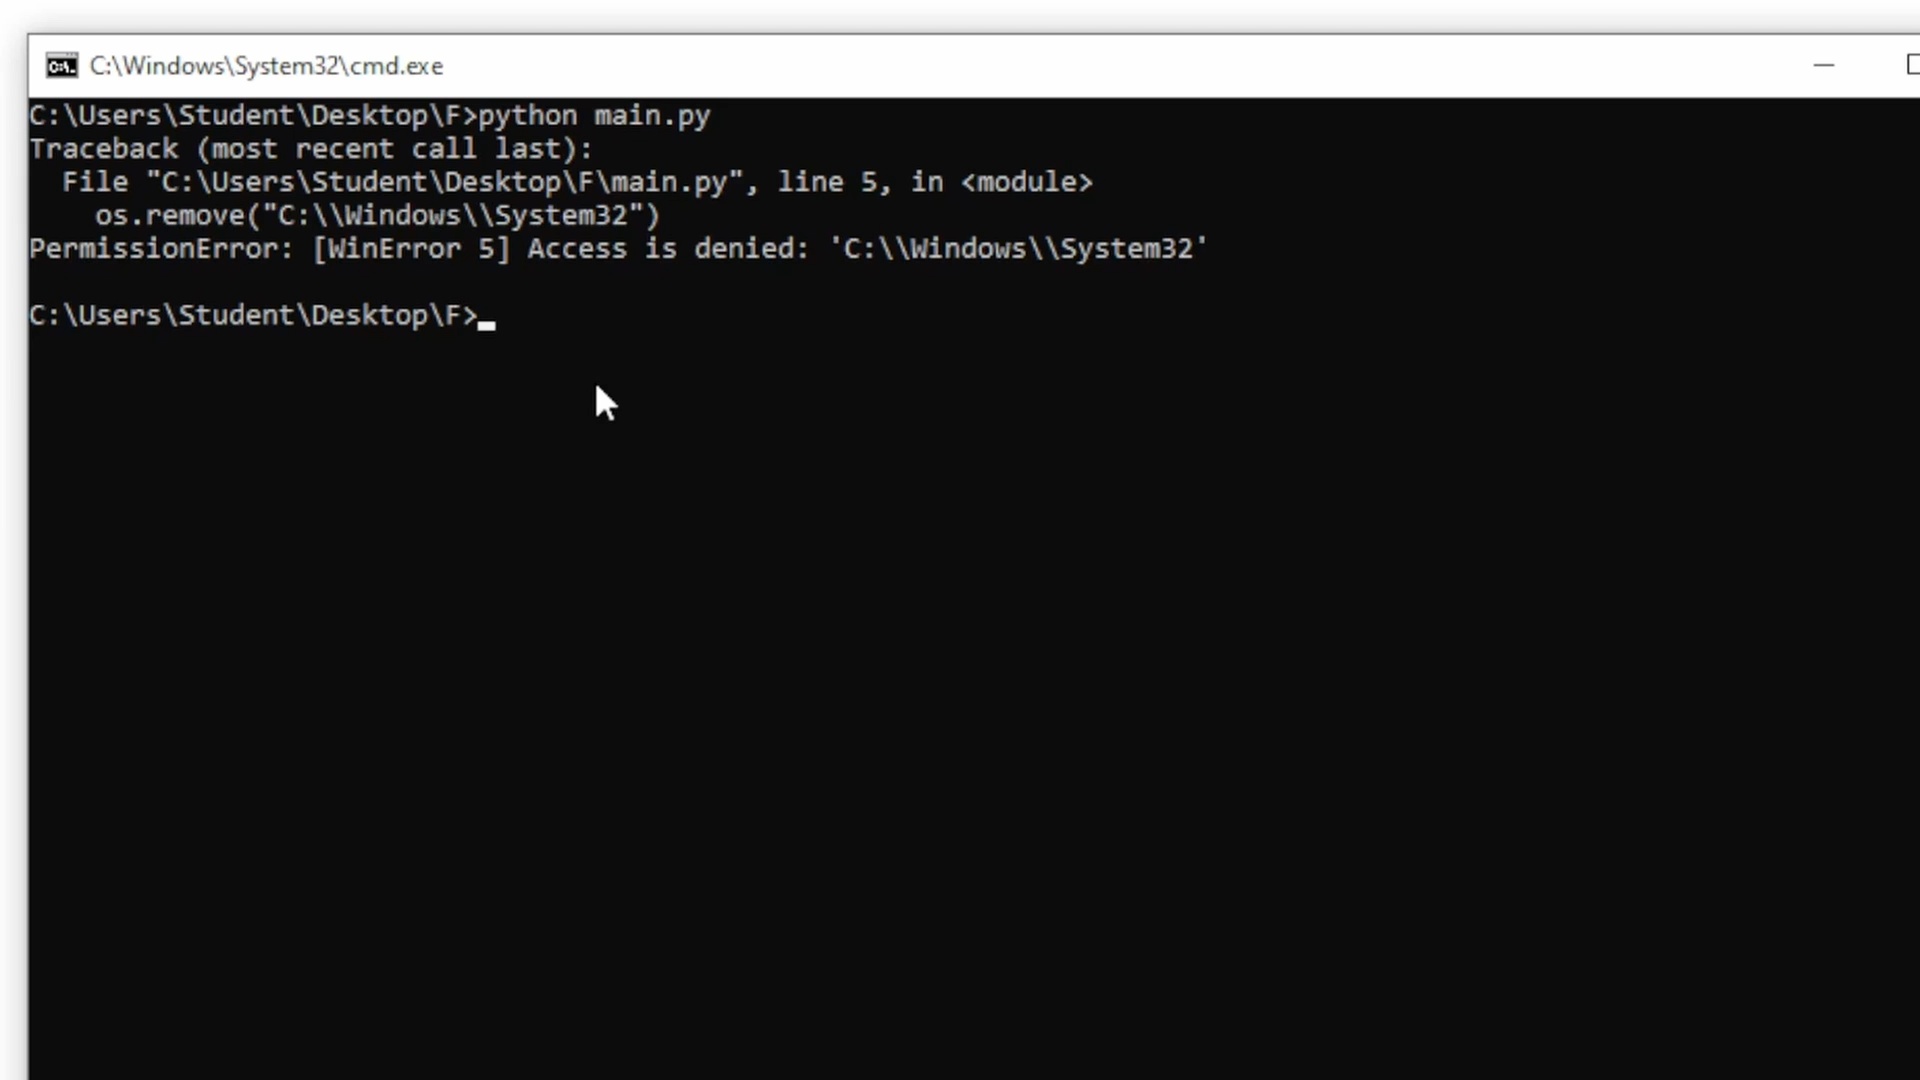 C:\Windows\System32\cmd.exe
C:\Users\Student\Desktop\F>python main.py
Traceback (most recent call last):
  File "C:\Users\Student\Desktop\F\main.py", line 5, in <module>
    os.remove("C:\\Windows\\System32")
PermissionError: [WinError 5] Access is denied: 'C:\\Windows\\System32'
C:\Users\Student\Desktop\F>